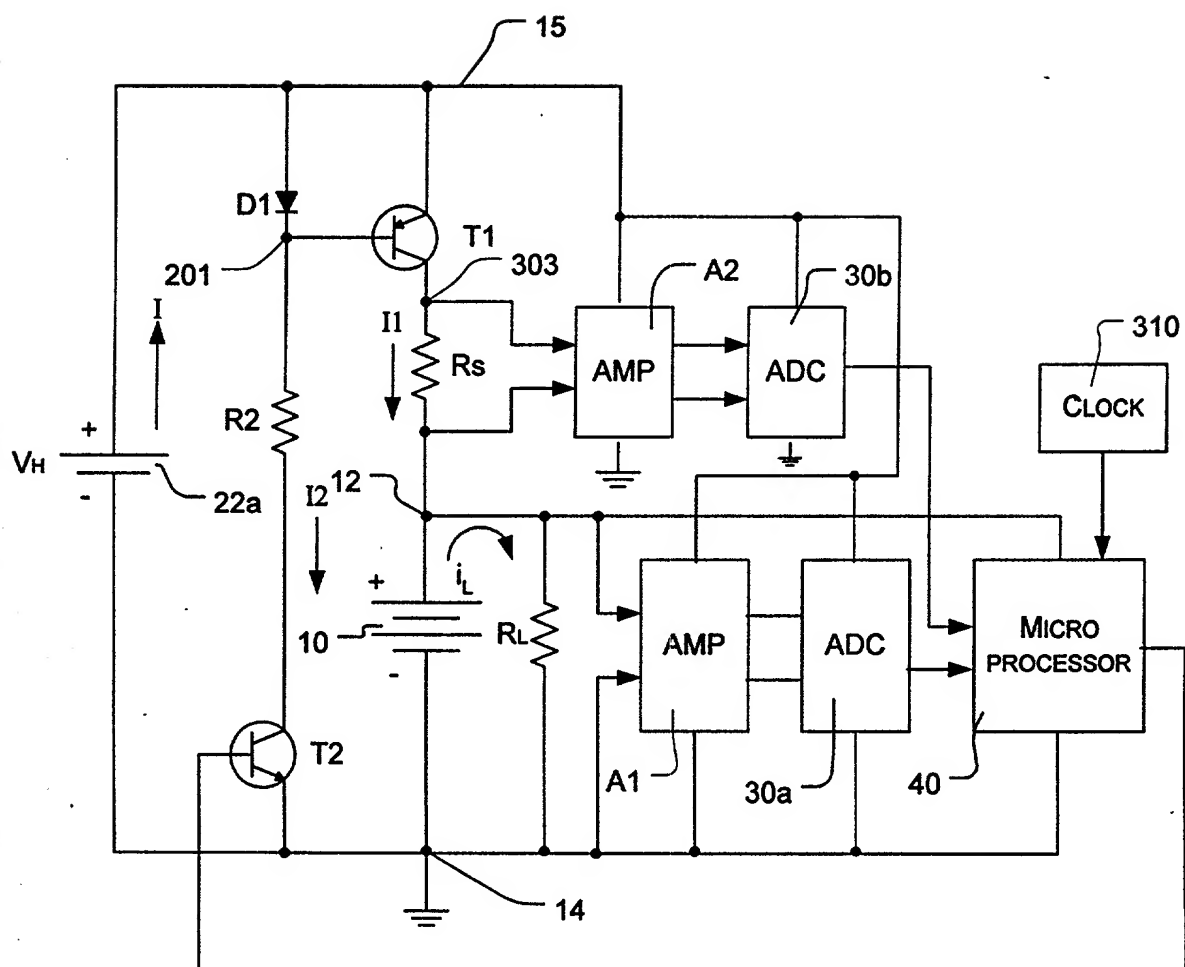 15
D1
T1
201
303
A2
30b
310
I
I1
Rs
AMP
ADC
CLOCK
R2
+
VH
-
22a
I2
12
+
iL
10
RL
-
AMP
ADC
MICRO
PROCESSOR
T2
A1
30a
40
14